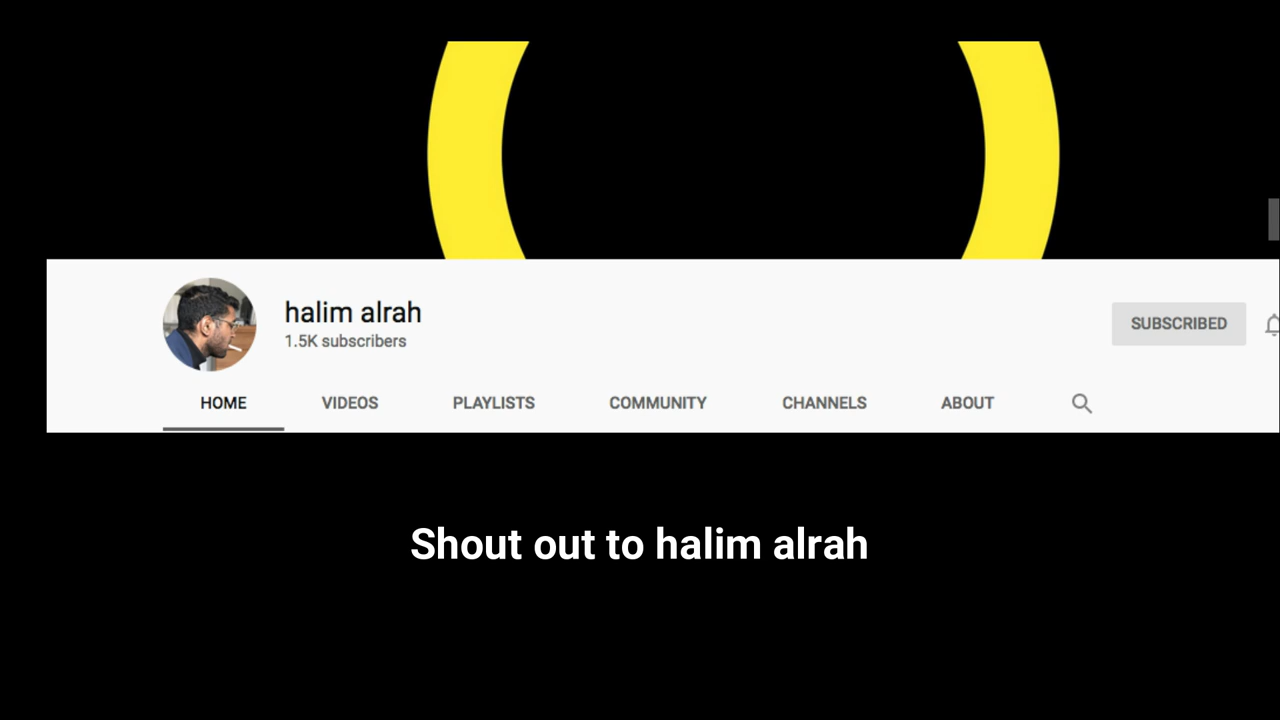 halim alrah
1.5K subscribers
SUBSCRIBED
HOME VIDEOS PLAYLISTS COMMUNITY CHANNELS ABOUT
Shout out to halim alrah